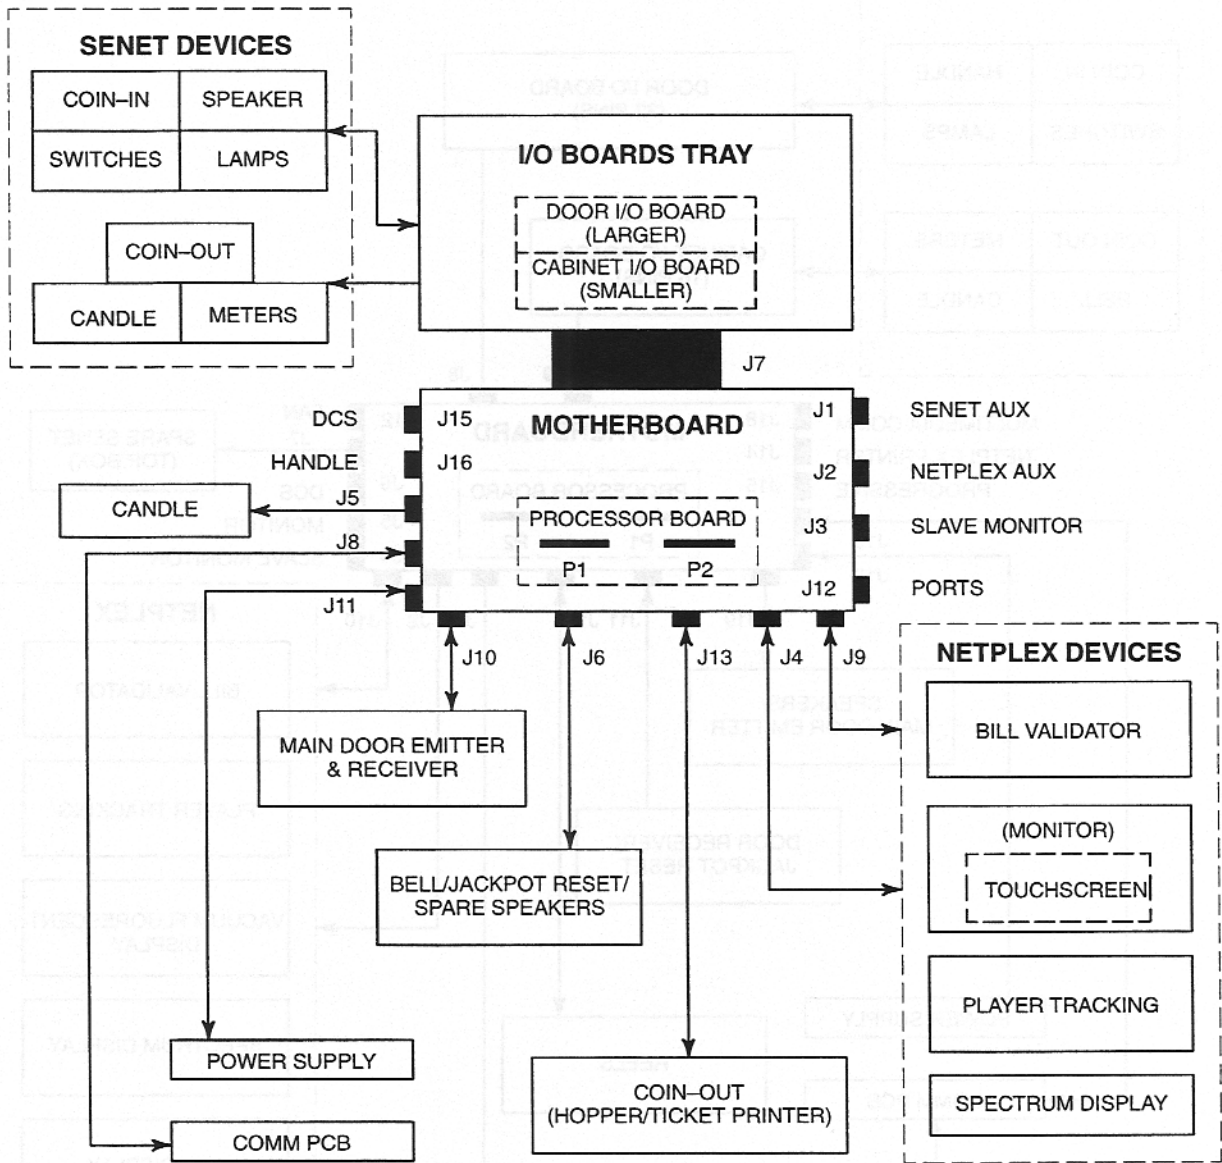 SENET DEVICES
COIN–IN
SPEAKER
SWITCHES
LAMPS
COIN–OUT
CANDLE
METERS
I/O BOARDS TRAY
DOOR I/O BOARD
(LARGER)
CABINET I/O BOARD
(SMALLER)
J7
MOTHERBOARD
DCS
J15
HANDLE
J16
CANDLE
J5
J8
J11
J1
SENET AUX
J2
NETPLEX AUX
J3
SLAVE MONITOR
J12
PORTS
PROCESSOR BOARD
P1
P2
J10
J6
J13
J4
J9
MAIN DOOR EMITTER
& RECEIVER
BELL/JACKPOT RESET/
SPARE SPEAKERS
POWER SUPPLY
COMM PCB
COIN–OUT
(HOPPER/TICKET PRINTER)
NETPLEX DEVICES
BILL VALIDATOR
(MONITOR)
TOUCHSCREEN
PLAYER TRACKING
SPECTRUM DISPLAY